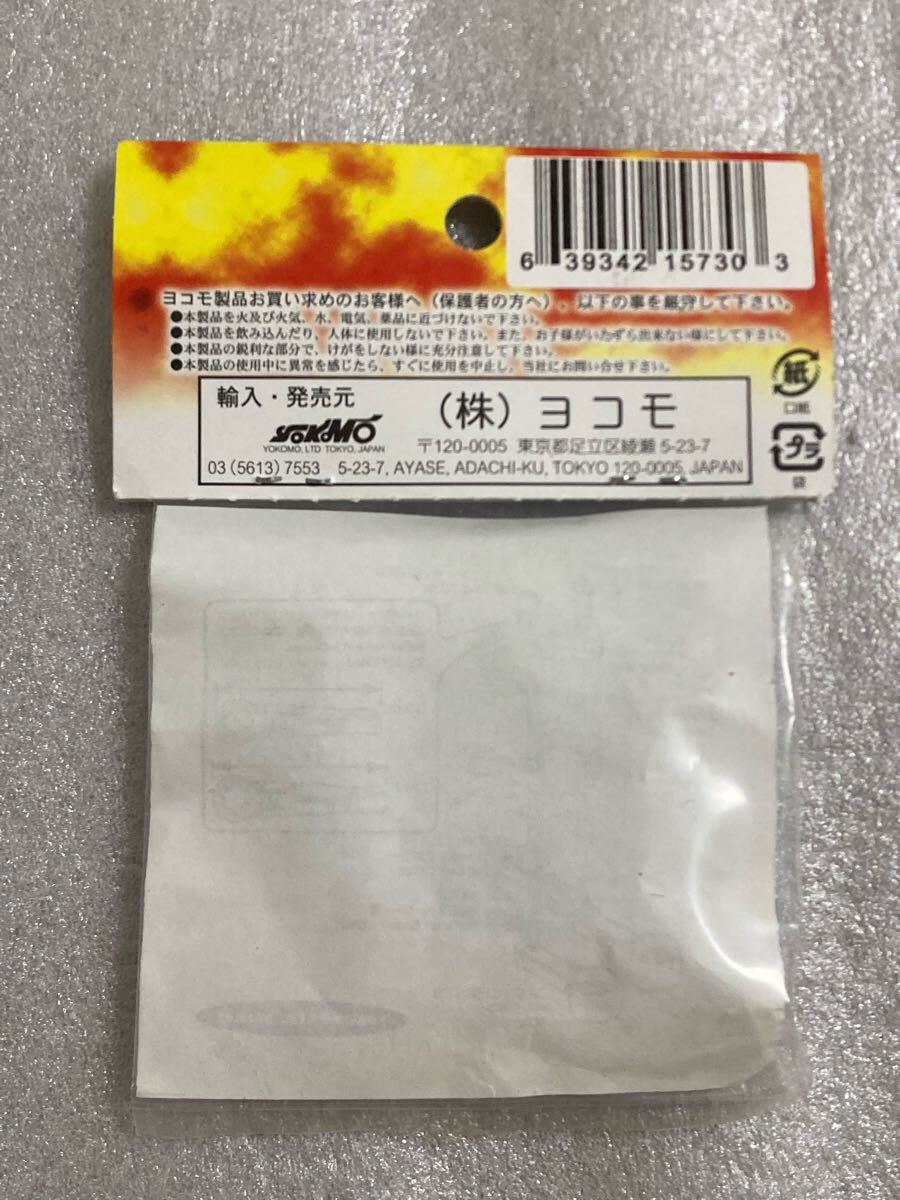 6 39342 15730 3
ヨコモ製品お買い求めのお客様へ（保護者の方へ）、以下の事を厳守して下さい。
●本製品を火及び火気、水、電気、薬品に近づけないで下さい。
●本製品を飲み込んだり、人体に使用しないで下さい。また、お子様がいたずら出来ない様にして下さい。
●本製品の鋭利な部分で、けがをしない様に充分注意して下さい。
●本製品の使用中に異常を感じたら、すぐに使用を中止し、当社にお問い合せ下さい。
紙
口紙
プラ
袋
輸入・発売元
（株）ヨコモ
YOKOMO
YOKOMO, LTD TOKYO, JAPAN
〒120-0005 東京都足立区綾瀬 5-23-7
03 (5613) 7553 5-23-7, AYASE, ADACHI-KU, TOKYO 120-0005, JAPAN